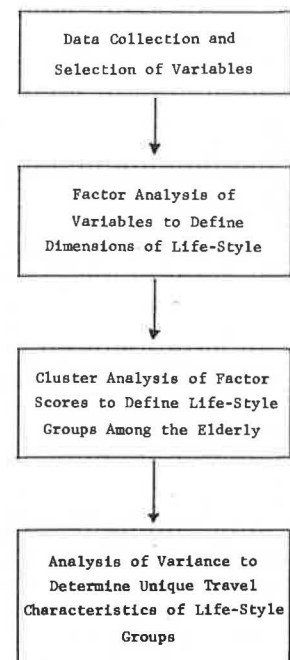 Data Collection and
Selection of Variables
Factor Analysis of
Variables to Define
Dimensions of Life-Style
Cluster Analysis of Factor
Scores to Define Life-Style
Groups Among the Elderly
Analysis of Variance to
Determine Unique Travel
Characteristics of Life-Style
Groups